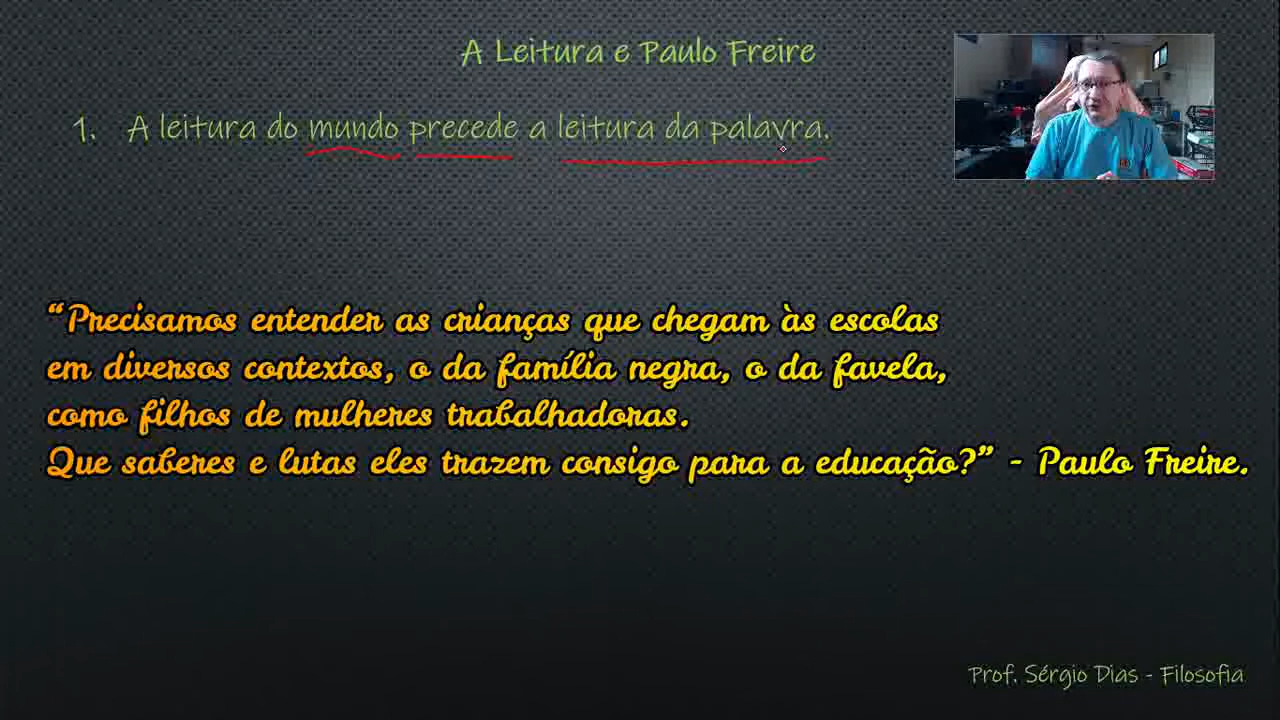 A Leitura e Paulo Freire
1. A leitura do mundo precede a leitura da palavra.
“Precisamos entender as crianças que chegam às escolas
em diversos contextos, o da família negra, o da favela,
como filhos de mulheres trabalhadoras.
Que saberes e lutas eles trazem consigo para a educação?” - Paulo Freire.
Prof. Sérgio Dias - Filosofia